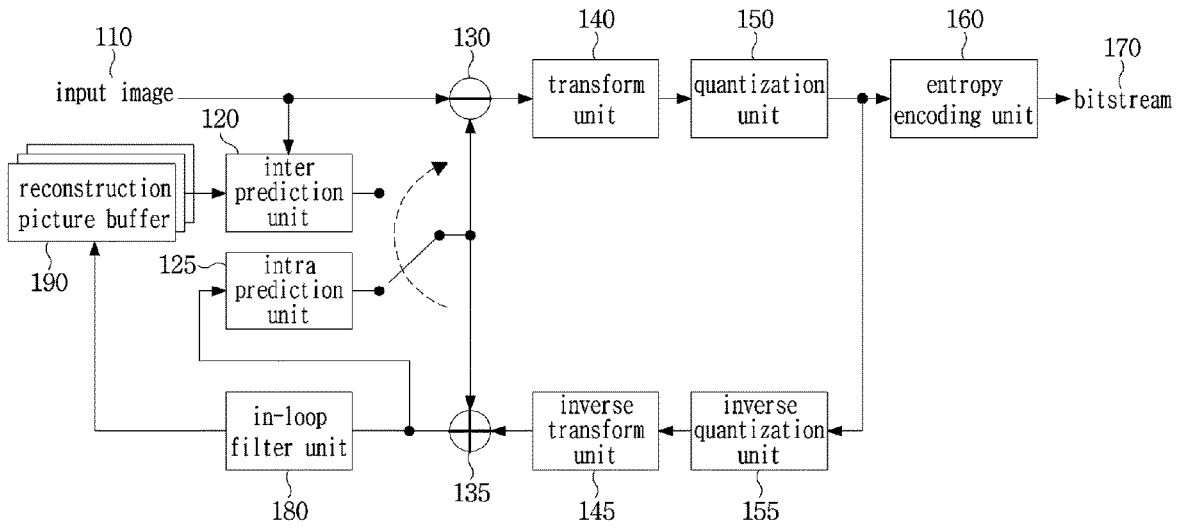 110
input image
130
140
transform
unit
150
quantization
unit
160
entropy
encoding unit
170
bitstream
120
inter
prediction
unit
reconstruction
picture buffer
190
125
intra
prediction
unit
in-loop
filter unit
180
135
inverse
transform
unit
145
inverse
quantization
unit
155